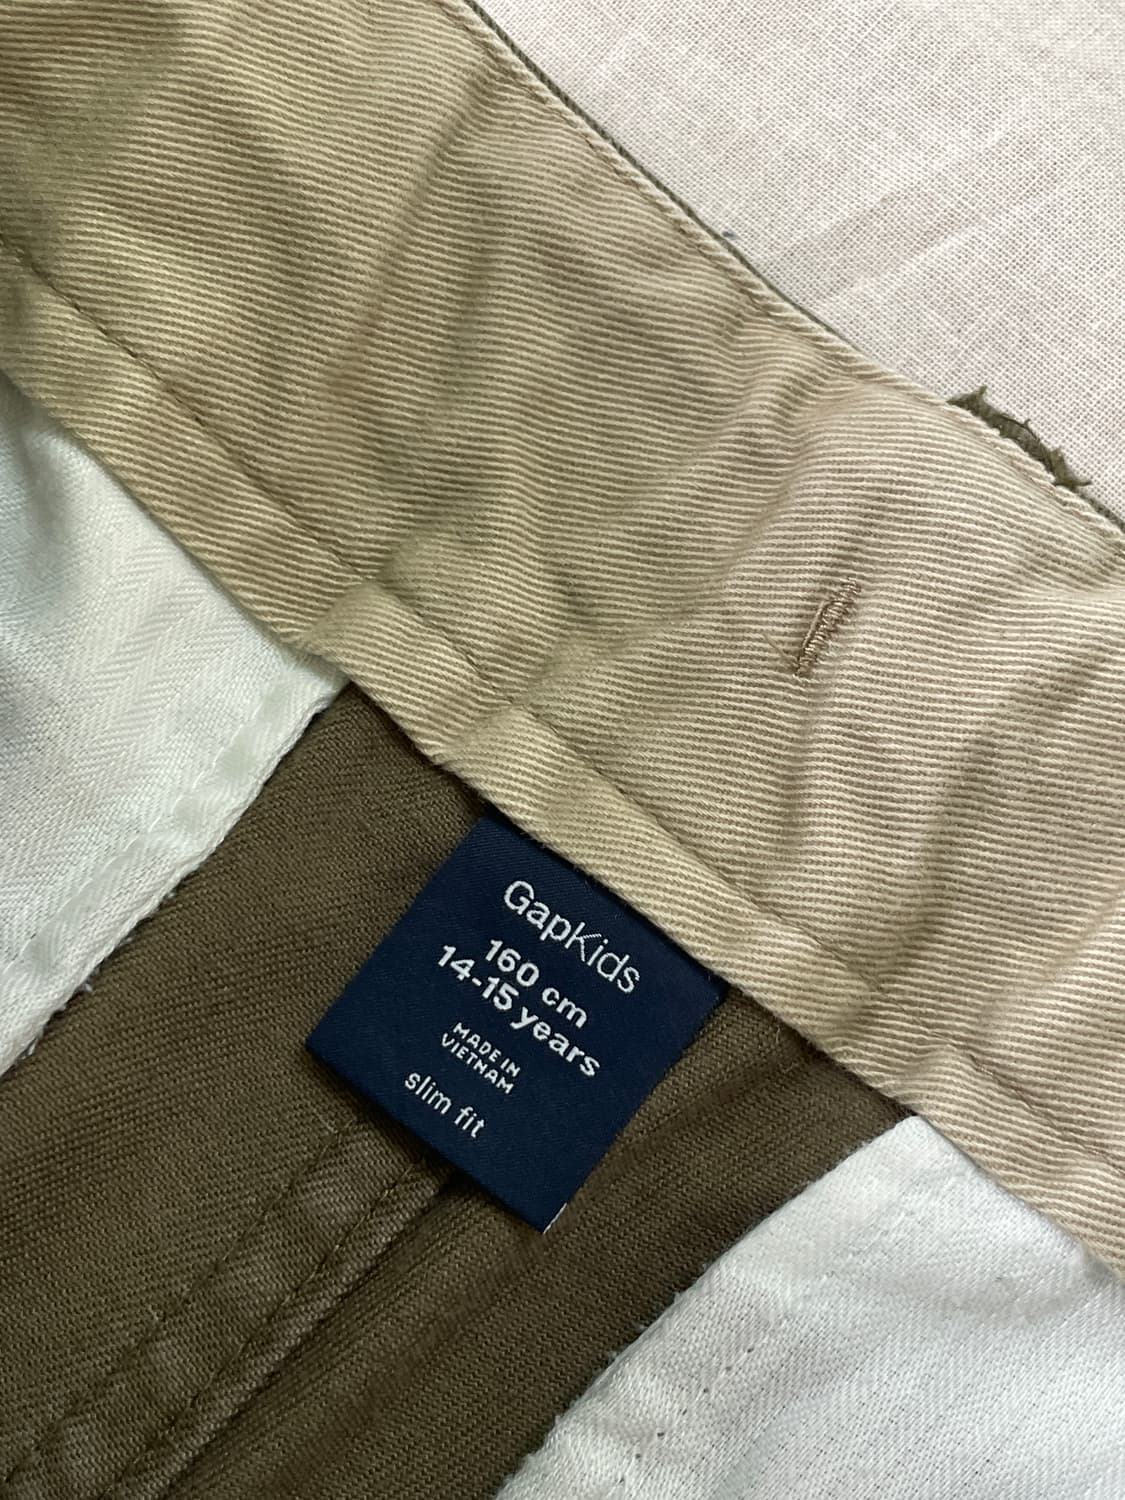 GapKids
160 cm
14-15 years
MADE IN
VIETNAM
slim fit